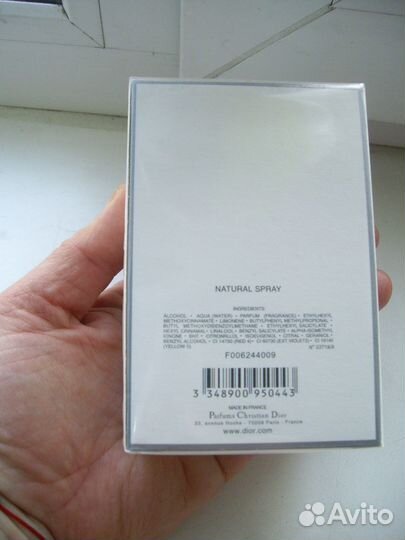 NATURAL SPRAY
INGREDIENTS
ALCOHOL • AQUA (WATER) • PARFUM (FRAGRANCE) • ETHYLHEXYL
METHOXYCINNAMATE • LIMONENE • BUTYLPHENYL METHYLPROPIONAL •
BUTYL METHOXYDIBENZOYLMETHANE • ETHYLHEXYL SALICYLATE •
HEXYL CINNAMAL • LINALOOL • BENZYL SALICYLATE • ALPHA-ISOMETHYL
IONONE • BHT • CITRONELLOL • ISOEUGENOL • CITRAL • GERANIOL •
BENZYL ALCOHOL • CI 14700 (RED 4) • CI 60730 (EXT VIOLET2) • CI 19140
(YELLOW 5)
F006244009
3 348900 950443
MADE IN FRANCE
Parfums Christian Dior
33, avenue Hoche - 75008 Paris - France
www.dior.com
Avito